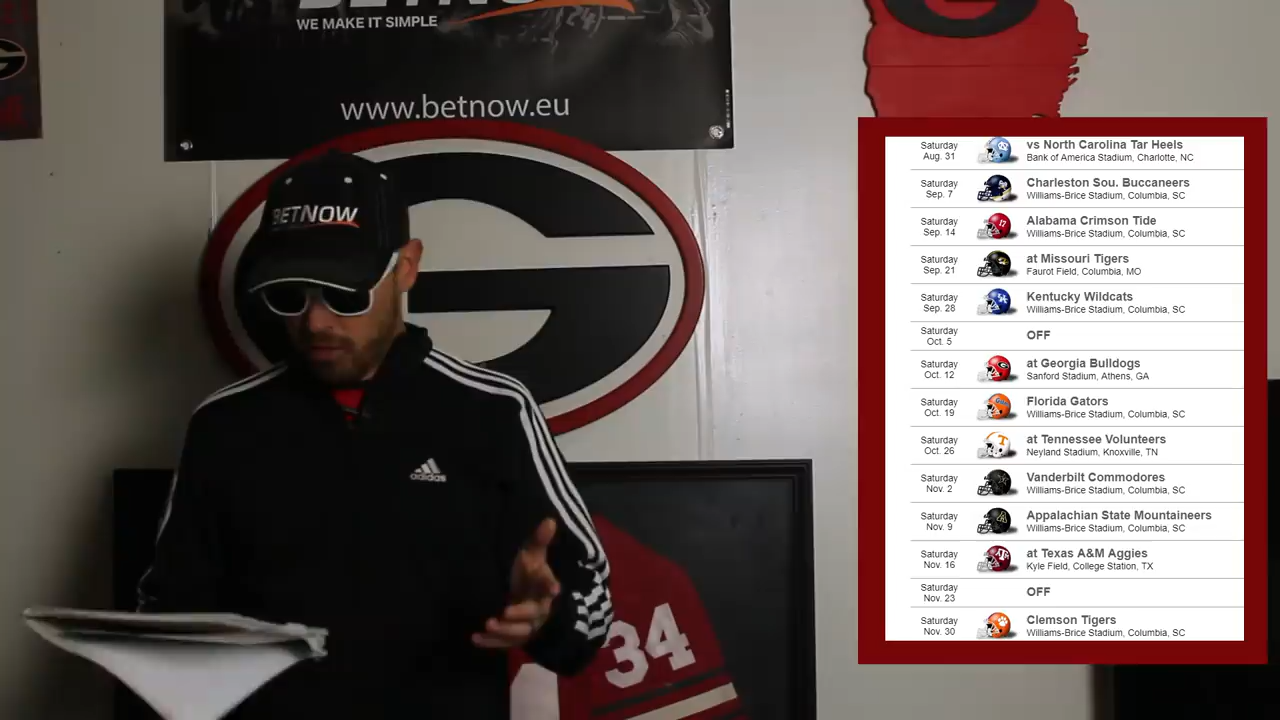 WE MAKE IT SIMPLE
www.betnow.eu
BETNOW
adidas
34
Saturday
Aug. 31
vs North Carolina Tar Heels
Bank of America Stadium, Charlotte, NC
Saturday
Sep. 7
Charleston Sou. Buccaneers
Williams-Brice Stadium, Columbia, SC
Saturday
Sep. 14
Alabama Crimson Tide
Williams-Brice Stadium, Columbia, SC
Saturday
Sep. 21
at Missouri Tigers
Faurot Field, Columbia, MO
Saturday
Sep. 28
Kentucky Wildcats
Williams-Brice Stadium, Columbia, SC
Saturday
Oct. 5
OFF
Saturday
Oct. 12
at Georgia Bulldogs
Sanford Stadium, Athens, GA
Saturday
Oct. 19
Florida Gators
Williams-Brice Stadium, Columbia, SC
Saturday
Oct. 26
at Tennessee Volunteers
Neyland Stadium, Knoxville, TN
Saturday
Nov. 2
Vanderbilt Commodores
Williams-Brice Stadium, Columbia, SC
Saturday
Nov. 9
Appalachian State Mountaineers
Williams-Brice Stadium, Columbia, SC
Saturday
Nov. 16
at Texas A&M Aggies
Kyle Field, College Station, TX
Saturday
Nov. 23
OFF
Saturday
Nov. 30
Clemson Tigers
Williams-Brice Stadium, Columbia, SC